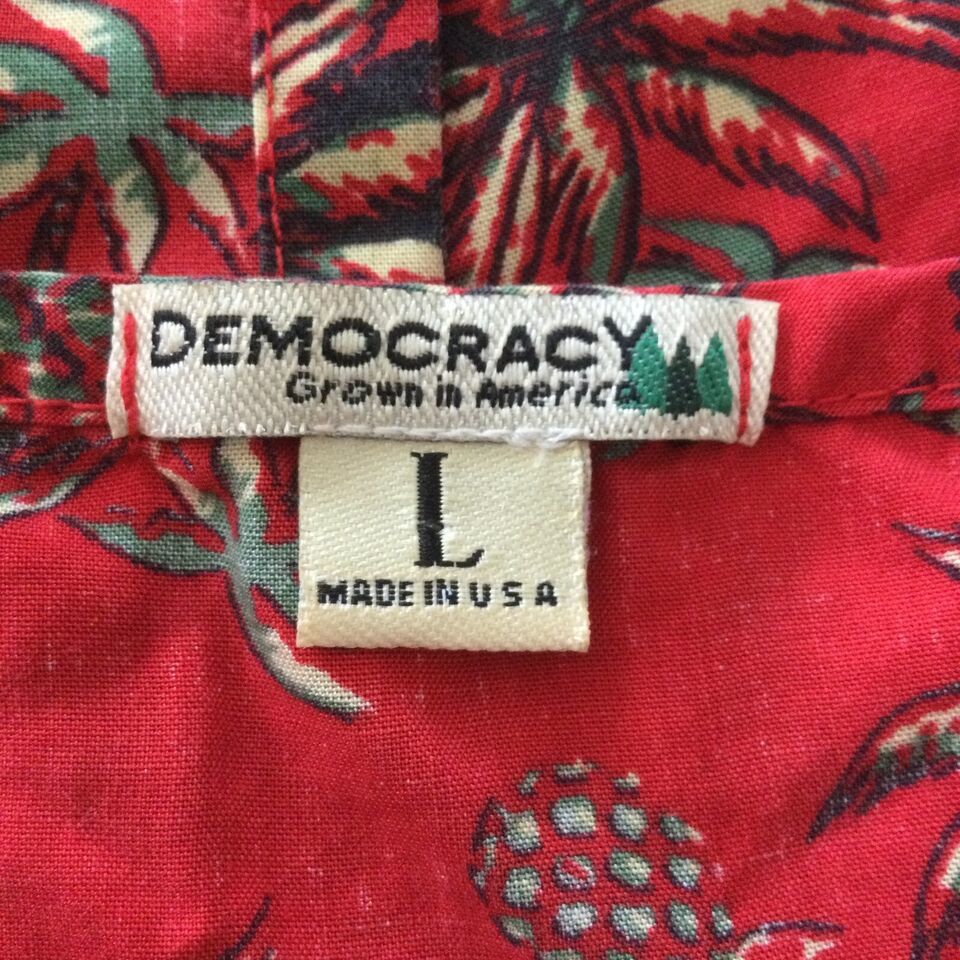 DEMOCRACY
Grown in America
L
MADE IN U S A